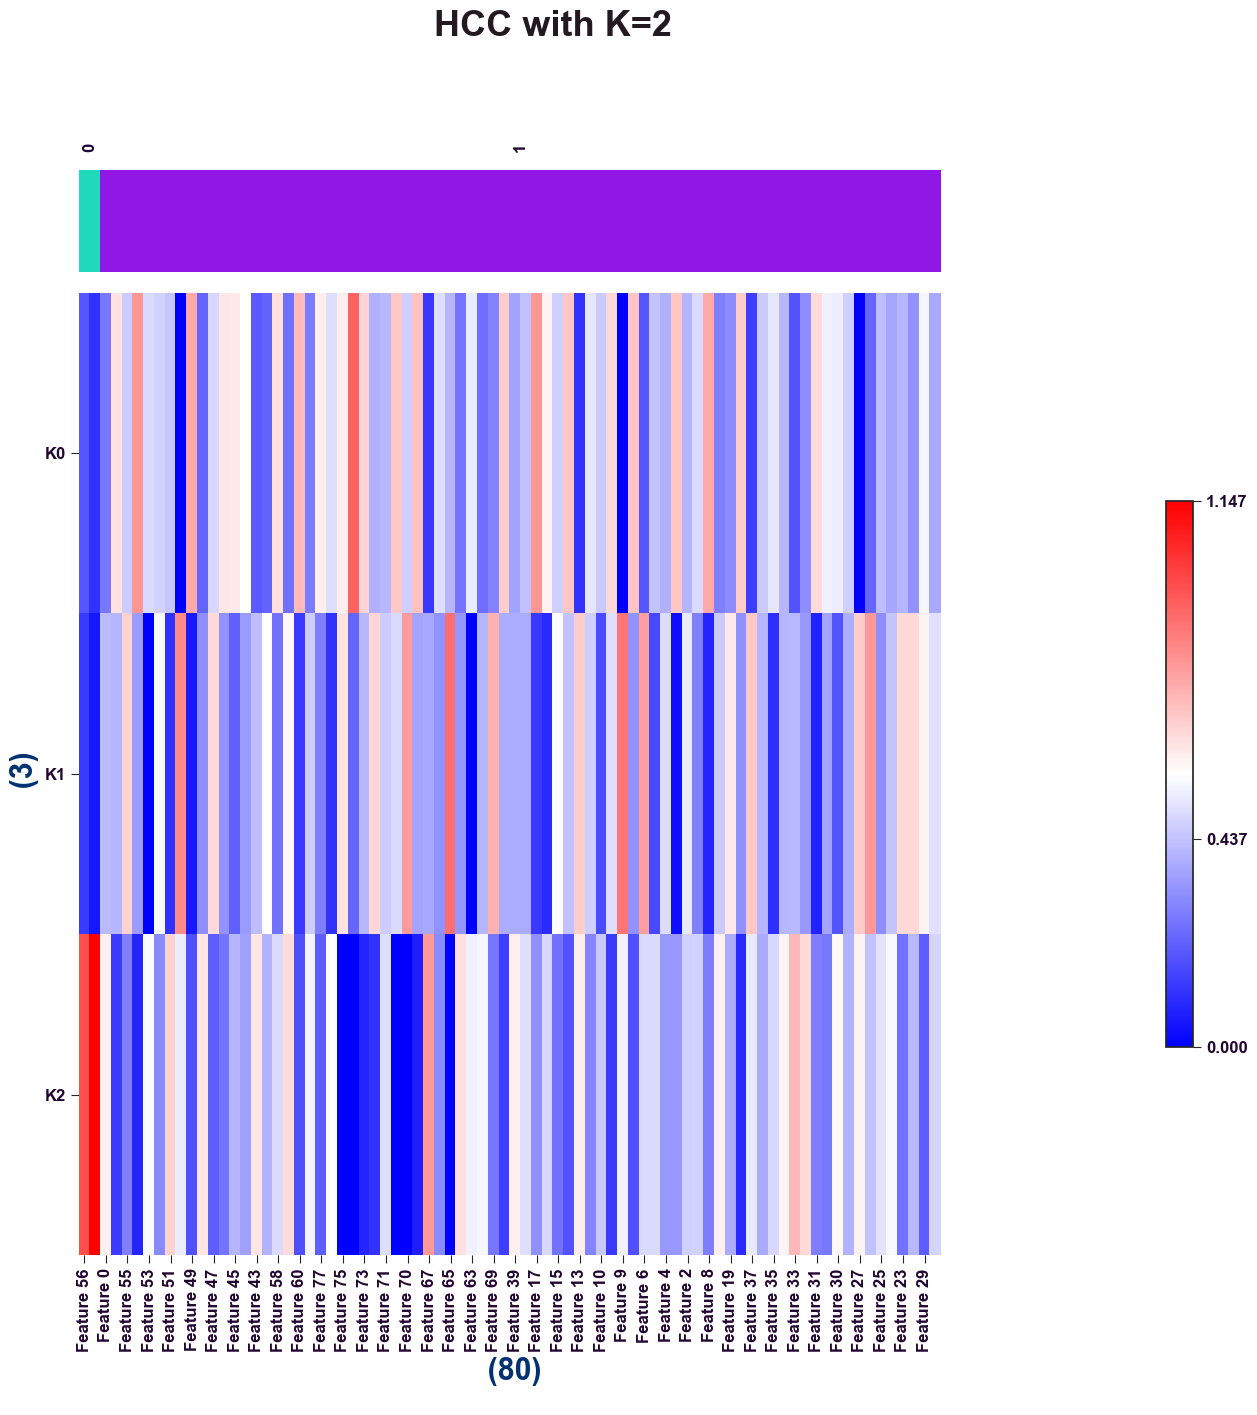 HCC with K=2
0
1
K0
K1
K2
(3)
1.147
0.437
0.000
Feature 56
Feature 0
Feature 55
Feature 53
Feature 51
Feature 49
Feature 47
Feature 45
Feature 43
Feature 58
Feature 60
Feature 77
Feature 75
Feature 73
Feature 71
Feature 70
Feature 67
Feature 65
Feature 63
Feature 69
Feature 39
Feature 17
Feature 15
Feature 13
Feature 10
Feature 9
Feature 6
Feature 4
Feature 2
Feature 8
Feature 19
Feature 37
Feature 35
Feature 33
Feature 31
Feature 30
Feature 27
Feature 25
Feature 23
Feature 29
(80)